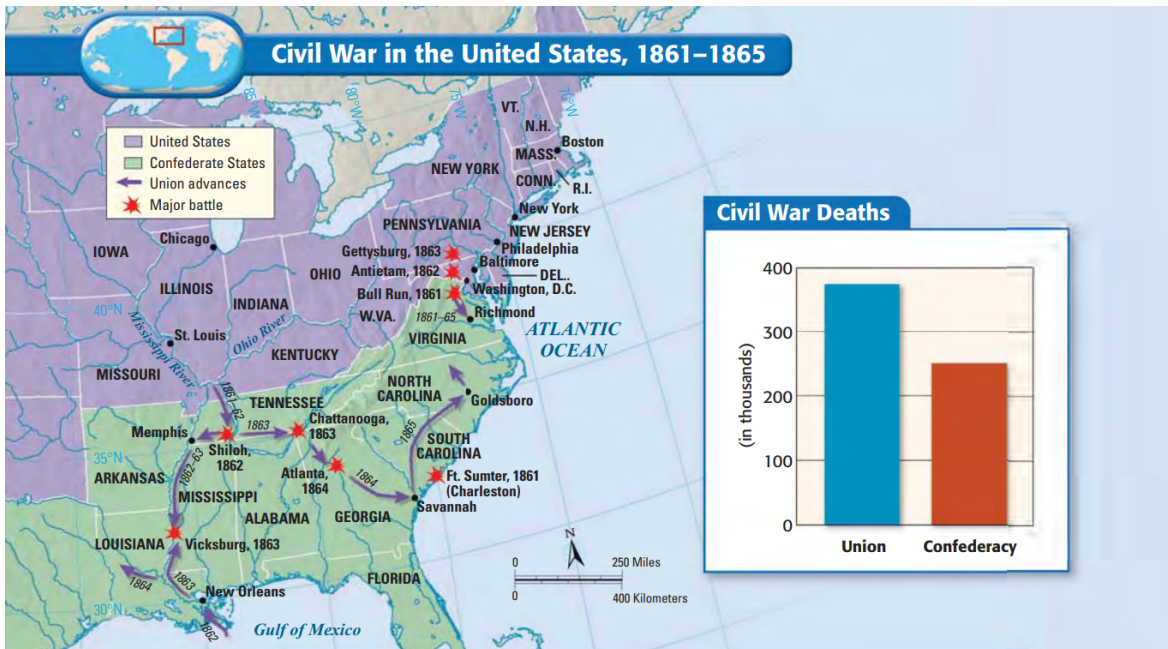 Civil War in the United States, 1861–1865
85°W
80°W
75°W
70°W
United States
Confederate States
Union advances
Major battle
VT.
N.H.
Boston
MASS.
NEW YORK
CONN.
R.I.
New York
PENNSYLVANIA
NEW JERSEY
Philadelphia
Chicago
IOWA
Gettysburg, 1863
Baltimore
OHIO
Antietam, 1862
DEL..
ILLINOIS
Bull Run, 1861
Washington, D.C.
INDIANA
40°N
W.VA.
1861–65
Richmond
Mississippi River
St. Louis
Ohio River
VIRGINIA
ATLANTIC
OCEAN
KENTUCKY
MISSOURI
1861–62
NORTH
CAROLINA
TENNESSEE
Goldsboro
Memphis
1863
Chattanooga,
1863
Shiloh,
1862
1865
SOUTH
CAROLINA
35°N
1862–63
ARKANSAS
Atlanta,
1864
1864
Ft. Sumter, 1861
(Charleston)
MISSISSIPPI
Savannah
ALABAMA
GEORGIA
LOUISIANA
Vicksburg, 1863
N
0
250 Miles
0
400 Kilometers
1864
1863
FLORIDA
New Orleans
30°N
1862
Gulf of Mexico
Civil War Deaths
(in thousands)
400
300
200
100
0
Union
Confederacy